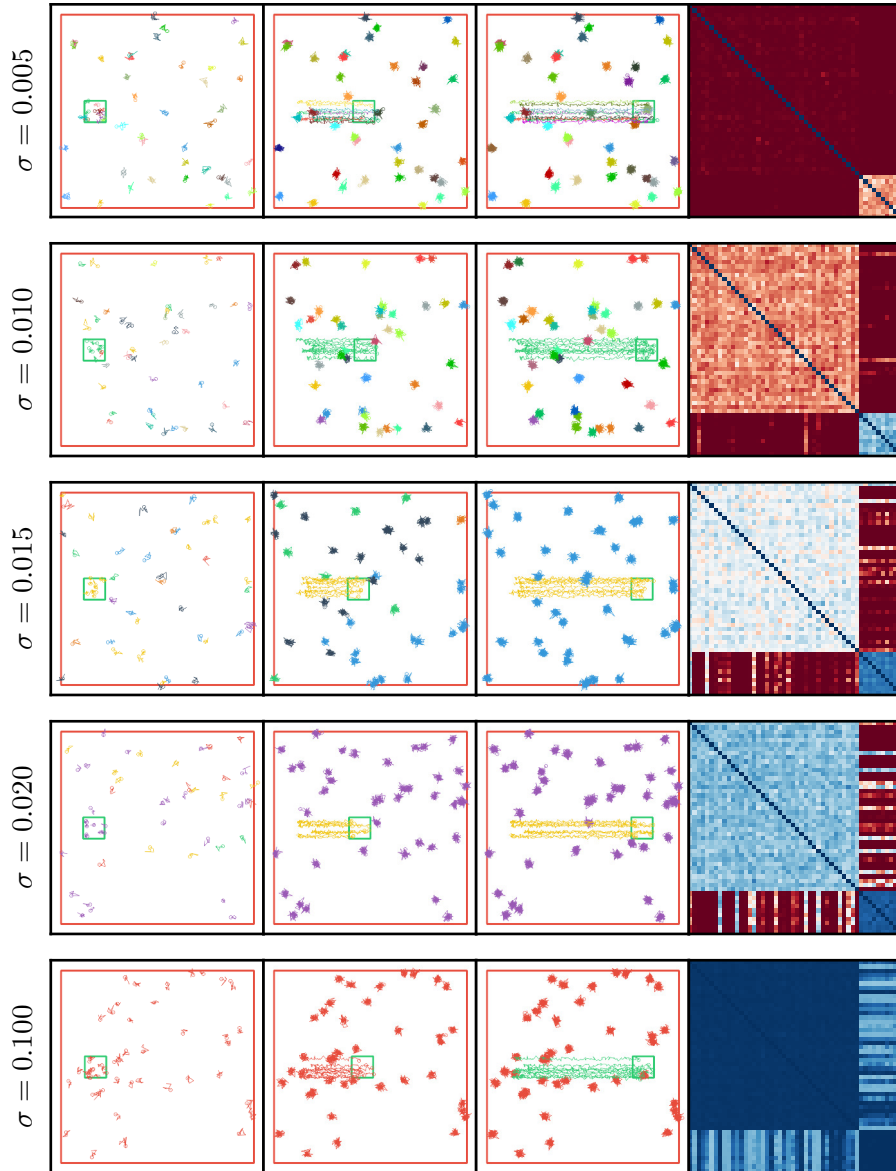 σ = 0.005
σ = 0.010
σ = 0.015
σ = 0.020
σ = 0.100